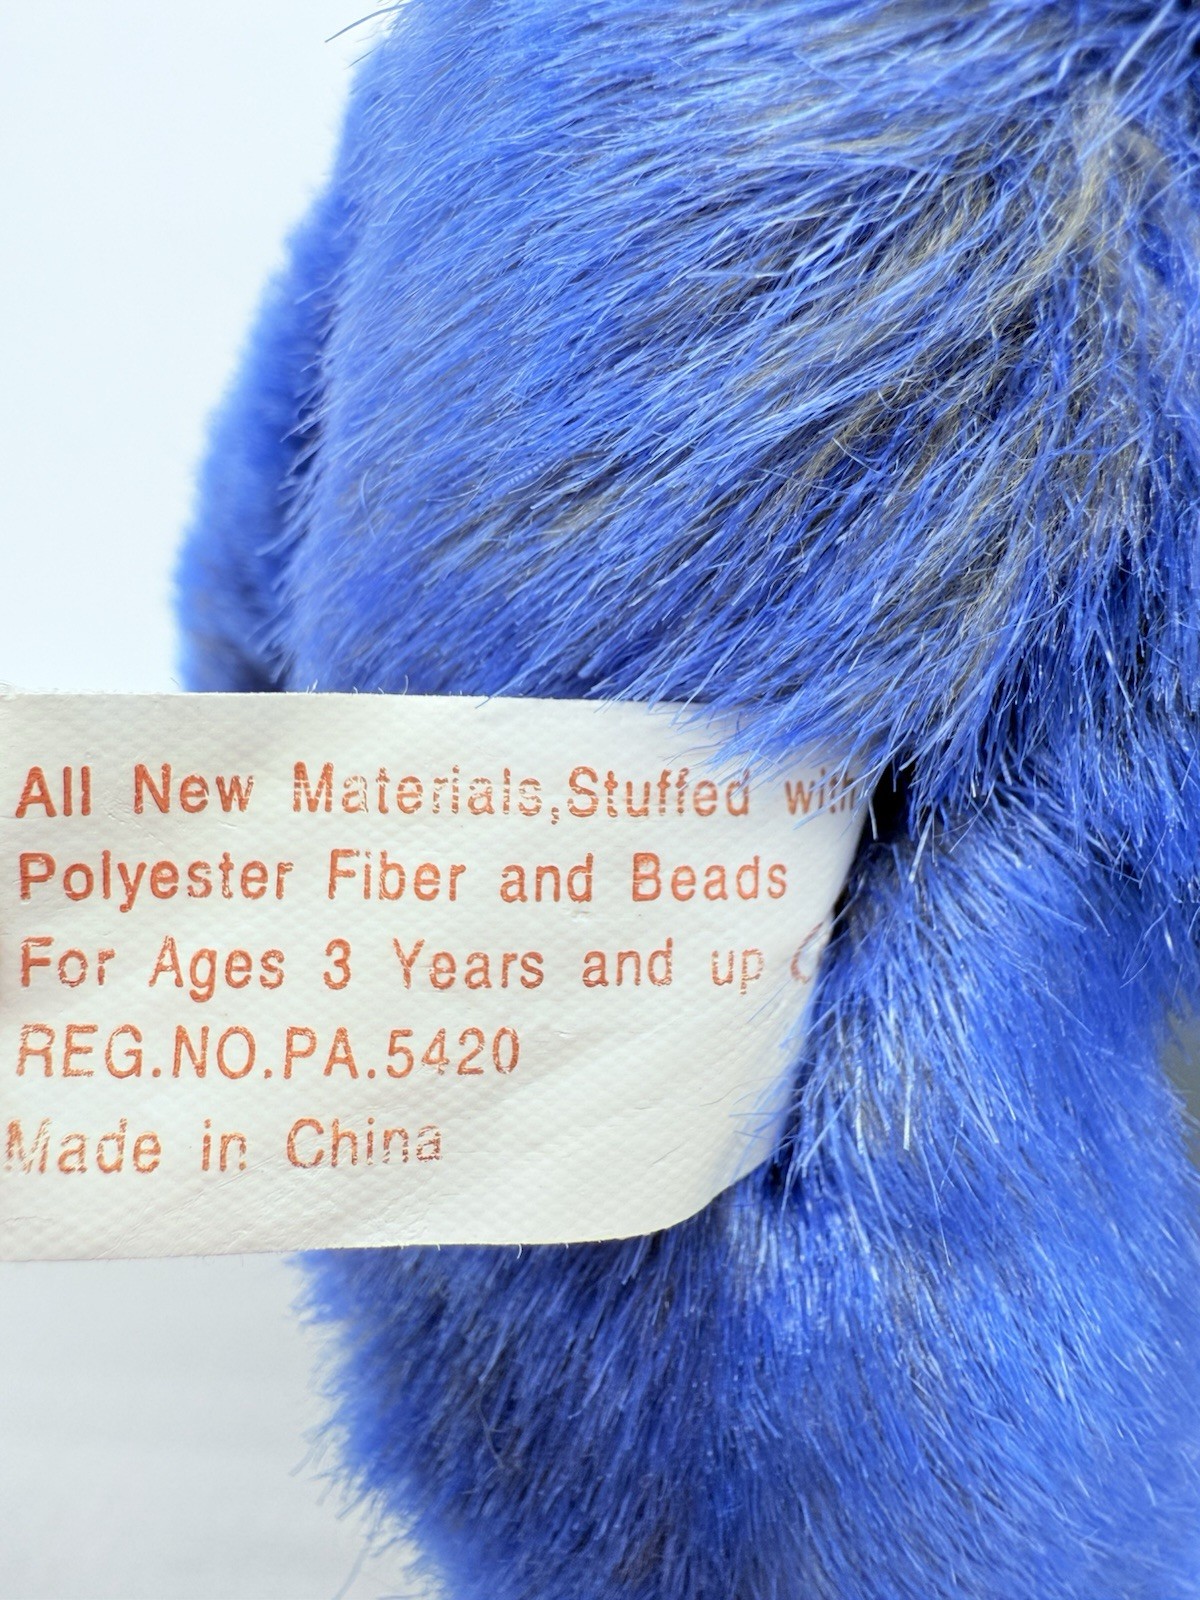 All New Materials,Stuffed with
Polyester Fiber and Beads
For Ages 3 Years and up
REG.NO.PA.5420
Made in China